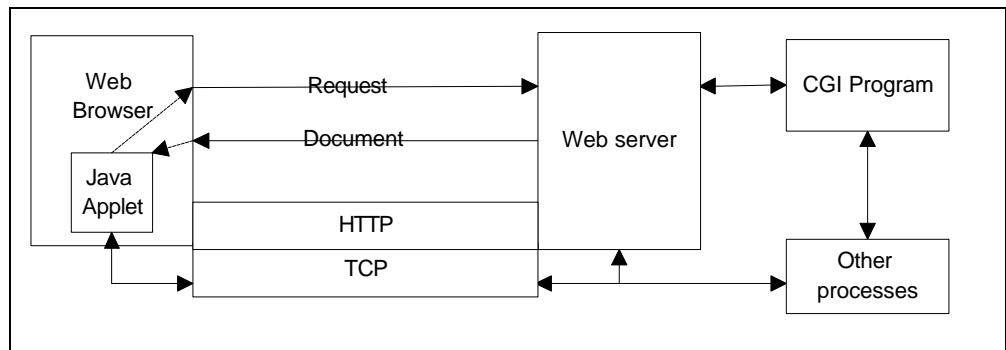 Web
Browser
Request
Document
Java
Applet
HTTP
TCP
Web server
CGI Program
Other
processes